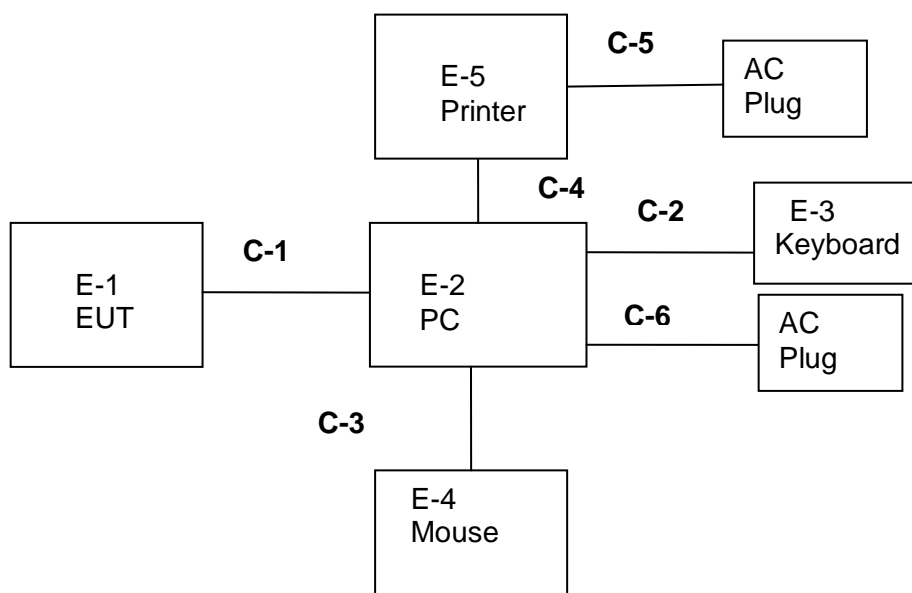 C-5
E-5
Printer
AC
Plug
C-4
C-2
E-3
Keyboard
C-1
E-1
EUT
E-2
PC
C-6
AC
Plug
C-3
E-4
Mouse